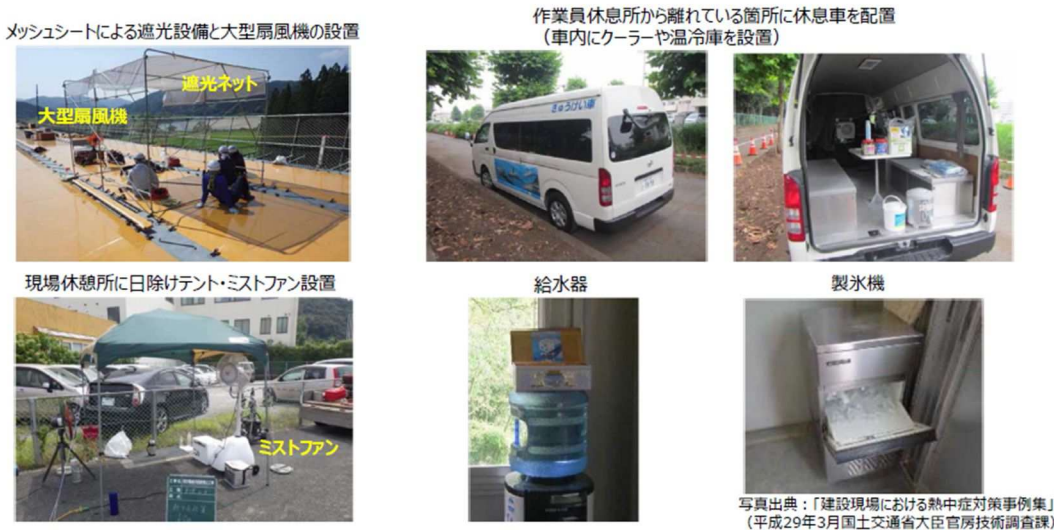 メッシュシートによる遮光設備と大型扇風機の設置
作業員休息所から離れている箇所に休息車を配置
（車内にクーラーや温冷庫を設置）
遮光ネット
大型扇風機
きゅうけい車
現場休憩所に日除けテント・ミストファン設置
給水器
製氷機
ミストファン
写真出典：「建設現場における熱中症対策事例集」
（平成29年3月国土交通省大臣官房技術調査課）